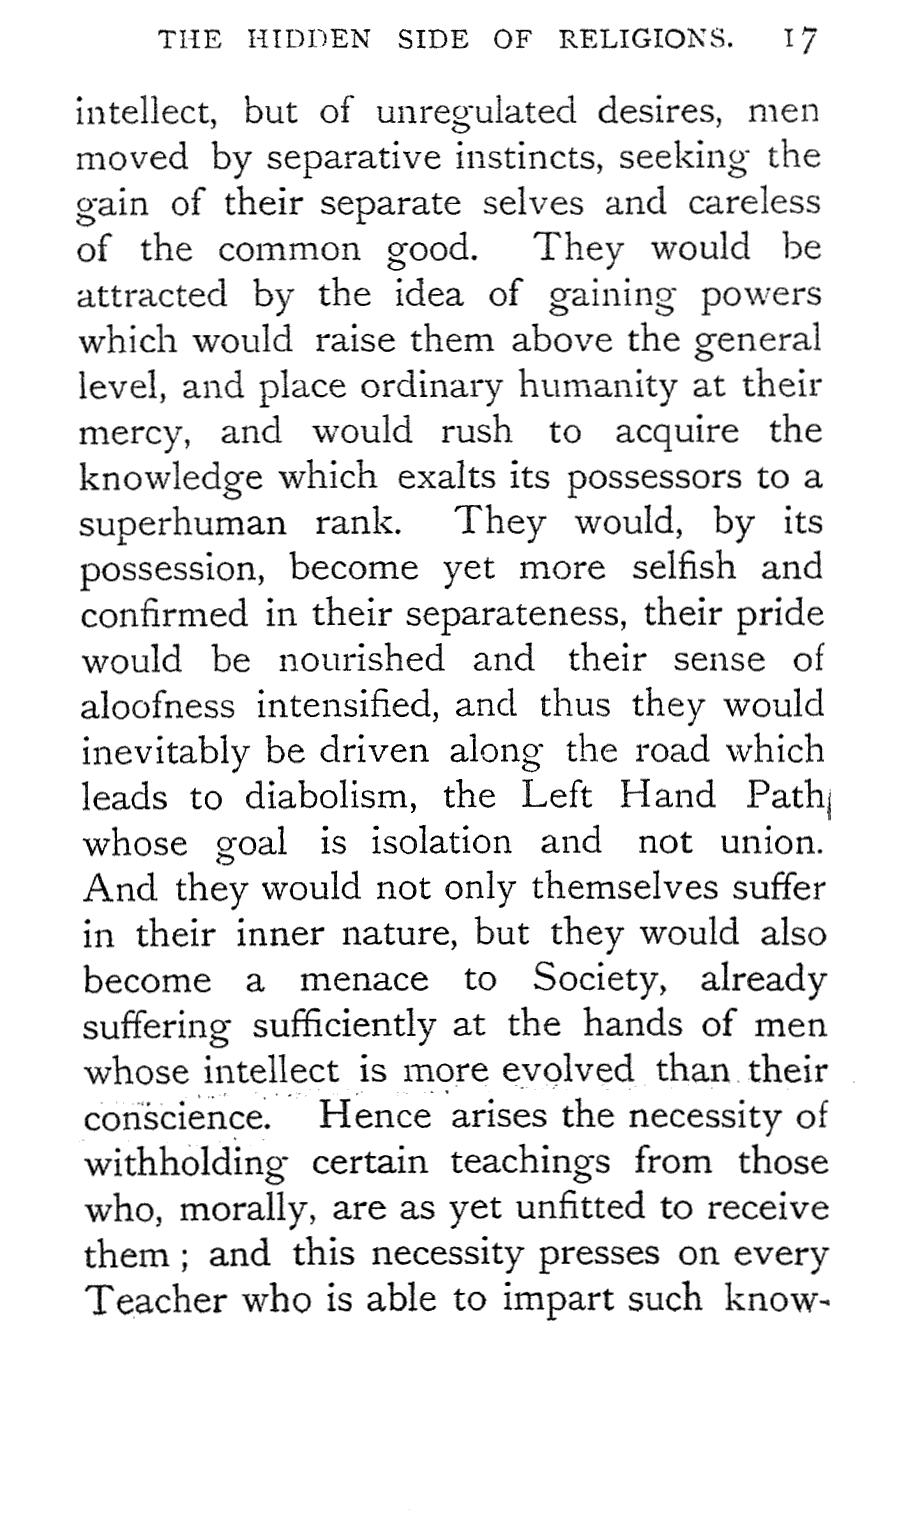 THE HIDDEN SIDE OF RELIGIONS. 17
intellect, but of unregulated desires, men
moved by separative instincts, seeking the
gain of their separate selves and careless
of the common good. They would be
attracted by the idea of gaining powers
which would raise them above the general
level, and place ordinary humanity at their
mercy, and would rush to acquire the
knowledge which exalts its possessors to a
superhuman rank. They would, by its
possession, become yet more selfish and
confirmed in their separateness, their pride
would be nourished and their sense of
aloofness intensified, and thus they would
inevitably be driven along the road which
leads to diabolism, the Left Hand Path
whose goal is isolation and not union.
And they would not only themselves suffer
in their inner nature, but they would also
become a menace to Society, already
suffering sufficiently at the hands of men
whose intellect is more evolved than their
conscience. Hence arises the necessity of
withholding certain teachings from those
who, morally, are as yet unfitted to receive
them ; and this necessity presses on every
Teacher who is able to impart such know-